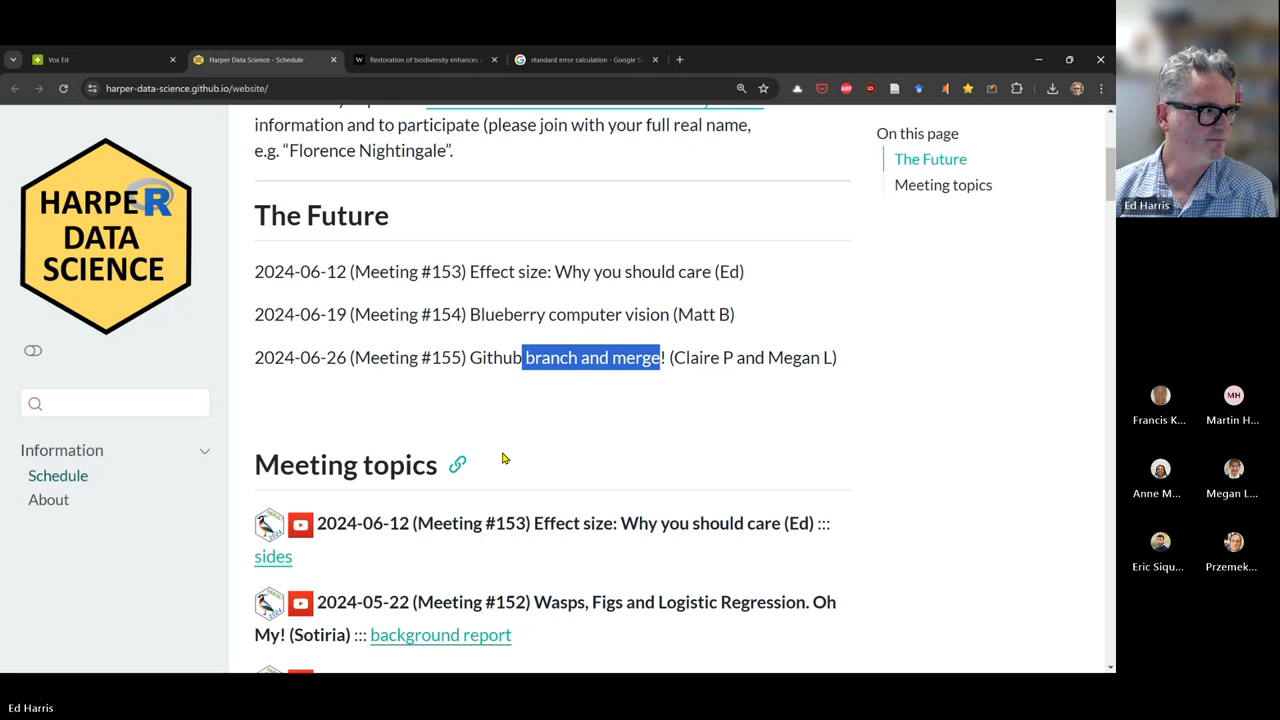 Vox Ed
Harper Data Science - Schedule
Restoration of biodiversity enhances
standard error calculation - Google S
harper-data-science.github.io/website/
information and to participate (please join with your full real name,
e.g. “Florence Nightingale”.
HARPER
DATA
SCIENCE
Information
Schedule
About
The Future
2024-06-12 (Meeting #153) Effect size: Why you should care (Ed)
2024-06-19 (Meeting #154) Blueberry computer vision (Matt B)
2024-06-26 (Meeting #155) Github branch and merge! (Claire P and Megan L)
Meeting topics
2024-06-12 (Meeting #153) Effect size: Why you should care (Ed) :::
sides
2024-05-22 (Meeting #152) Wasps, Figs and Logistic Regression. Oh
My! (Sotiria) ::: background report
On this page
The Future
Meeting topics
Ed Harris
Francis K...
MH
Martin H...
Anne M...
Megan L...
Eric Siqu...
Przemek...
Ed Harris